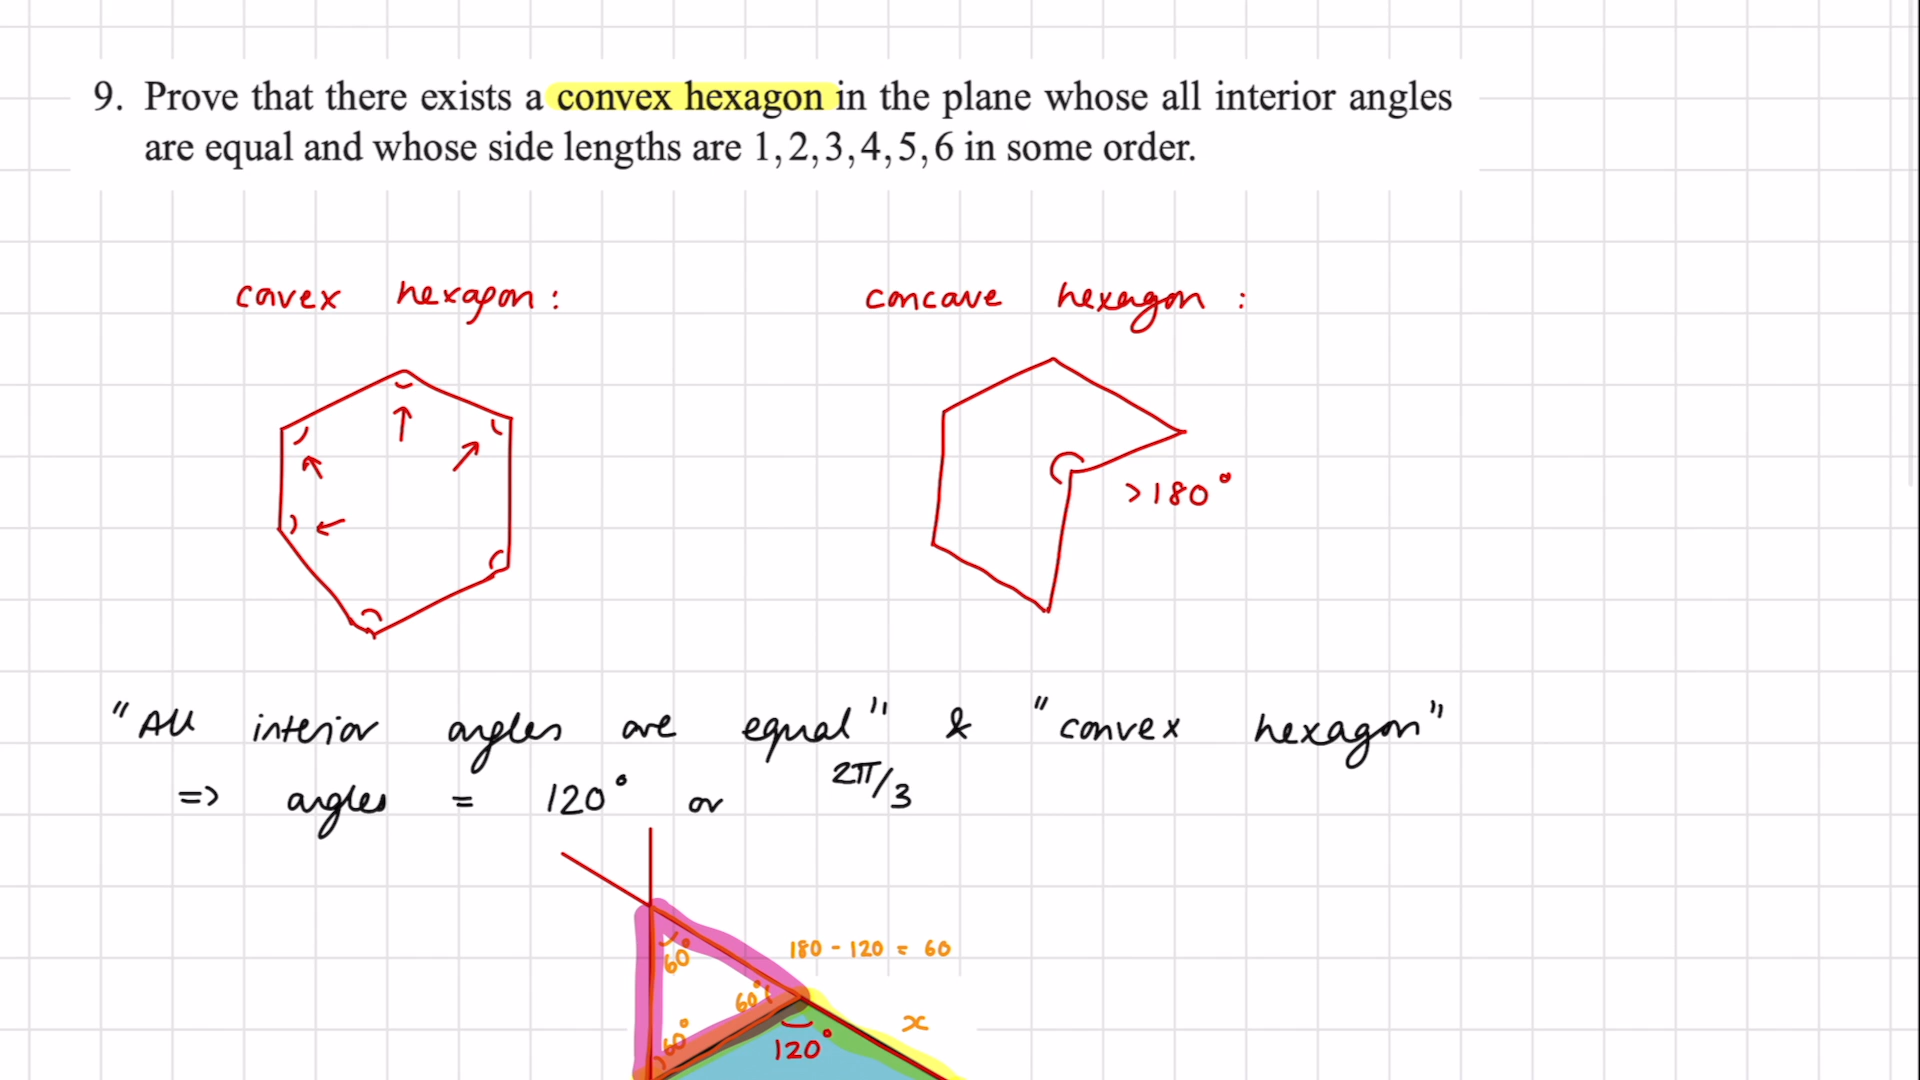 9. Prove that there exists a convex hexagon in the plane whose all interior angles
are equal and whose side lengths are 1,2,3,4,5,6 in some order.
convex hexagon :
concave hexagon :
>180°
"All interior angles are equal" & "convex hexagon"
=> angles = 120° or 2π/3
180 - 120 = 60
60°
60°
60°
x
120°